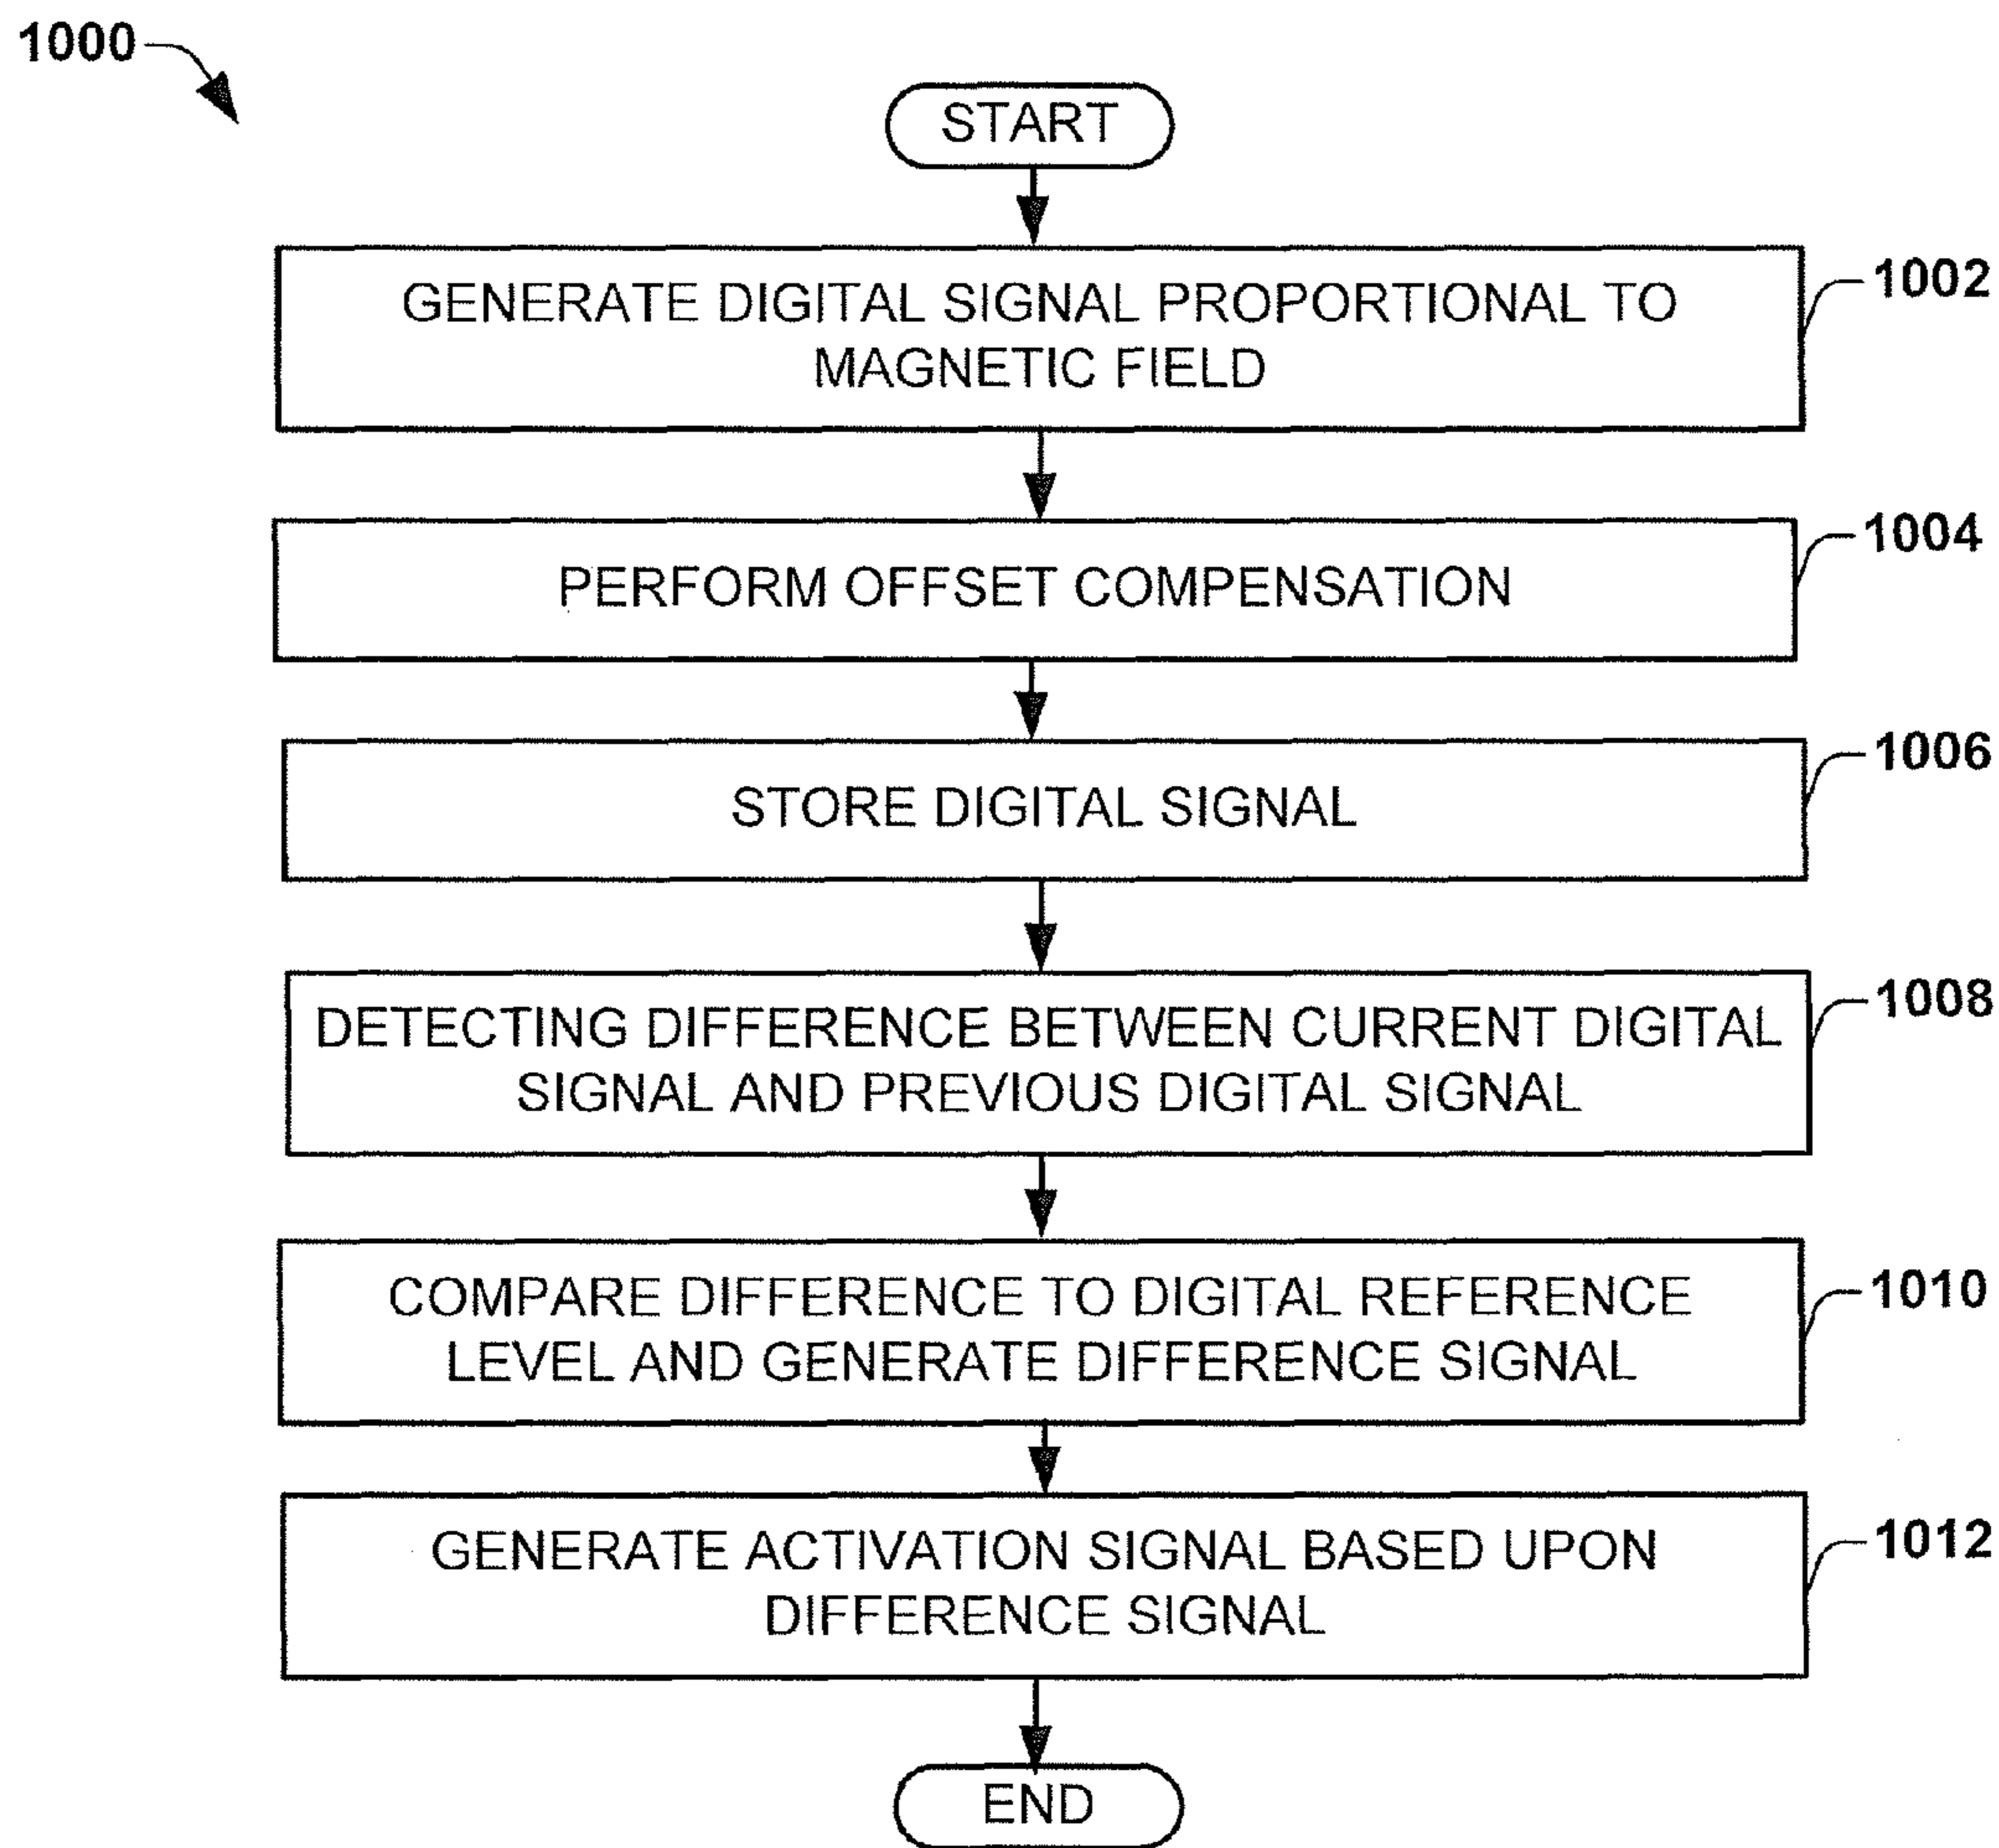 1000
START
GENERATE DIGITAL SIGNAL PROPORTIONAL TO
MAGNETIC FIELD
1002
PERFORM OFFSET COMPENSATION
1004
STORE DIGITAL SIGNAL
1006
DETECTING DIFFERENCE BETWEEN CURRENT DIGITAL
SIGNAL AND PREVIOUS DIGITAL SIGNAL
1008
COMPARE DIFFERENCE TO DIGITAL REFERENCE
LEVEL AND GENERATE DIFFERENCE SIGNAL
1010
GENERATE ACTIVATION SIGNAL BASED UPON
DIFFERENCE SIGNAL
1012
END